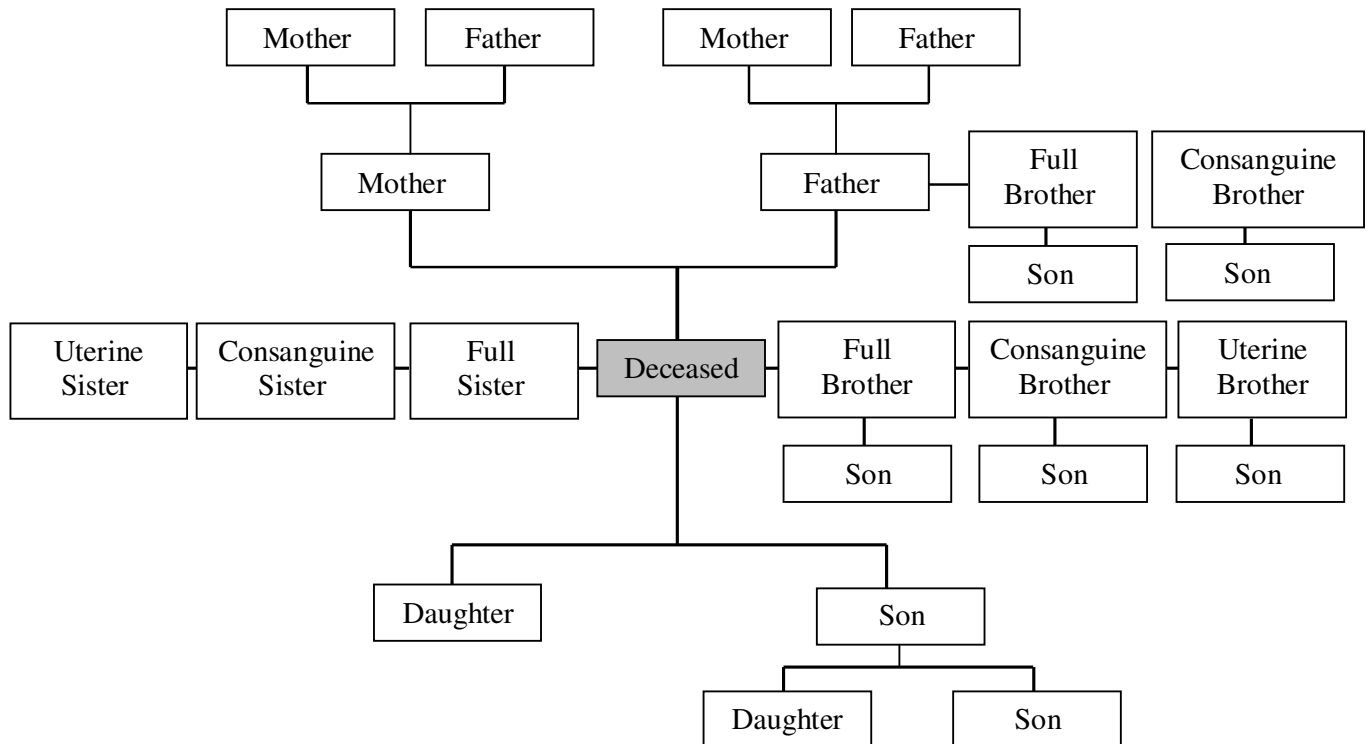 Mother
Father
Mother
Father
Mother
Father
Full
Brother
Consanguine
Brother
Son
Son
Uterine
Sister
Consanguine
Sister
Full
Sister
Deceased
Full
Brother
Consanguine
Brother
Uterine
Brother
Son
Son
Son
Daughter
Son
Daughter
Son